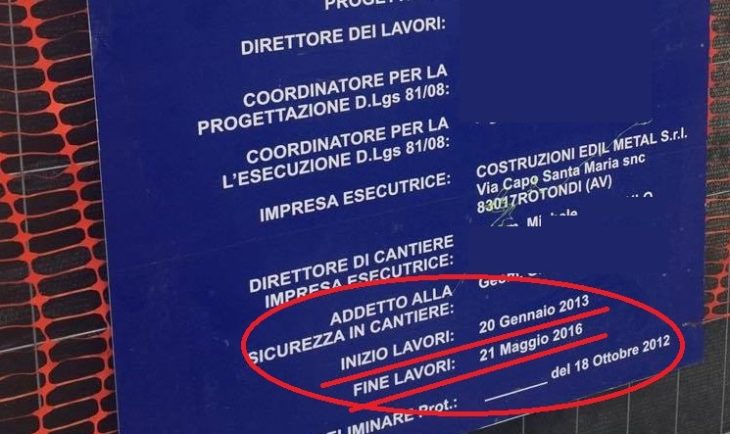 DIRETTORE DEI LAVORI:
COORDINATORE PER LA
PROGETTAZIONE D.Lgs 81/08:
COORDINATORE PER LA
L'ESECUZIONE D.Lgs 81/08:
IMPRESA ESECUTRICE:
COSTRUZIONI EDIL METAL S.r.l.
Via Capo Santa Maria snc
83017ROTONDI (AV)
DIRETTORE DI CANTIERE
IMPRESA ESECUTRICE:
ADDETTO ALLA
SICUREZZA IN CANTIERE:
INIZIO LAVORI: 20 Gennaio 2013
FINE LAVORI: 21 Maggio 2016
Prot.: ______ del 18 Ottobre 2012